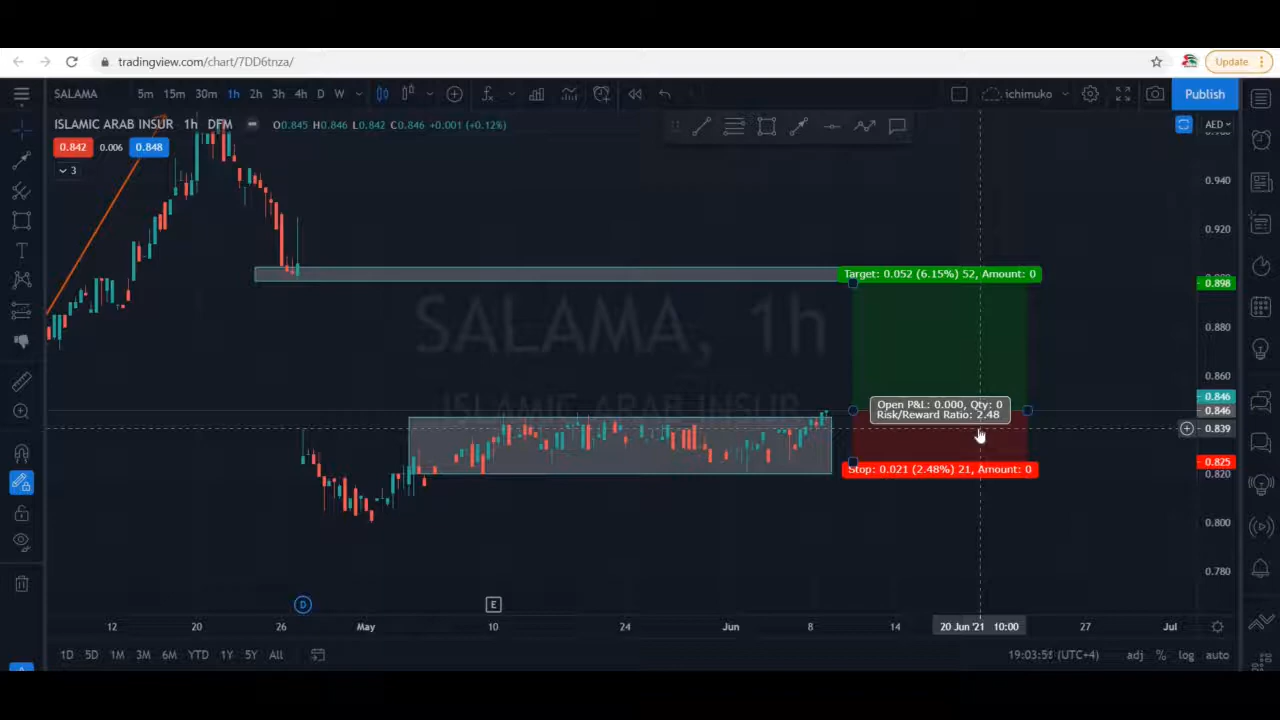 tradingview.com/chart/7DD6tnza/
Update
SALAMA 5m 15m 30m 1h 2h 3h 4h D W ichimuko Publish
ISLAMIC ARAB INSUR 1h DFM O0.845 H0.846 L0.842 C0.846 +0.001 (+0.12%) AED
0.842 0.006 0.848
3
0.940
0.920
Target: 0.052 (6.15%) 52, Amount: 0
0.898
SALAMA, 1h
0.880
0.860
ISLAMIC ARAB INSUR
0.846
Open P&L: 0.000, Qty: 0
Risk/Reward Ratio: 2.48
0.846
0.839
0.825
Stop: 0.021 (2.48%) 21, Amount: 0
0.820
0.800
0.780
D E
12 20 26 May 10 24 Jun 8 14 20 Jun '21 10:00 27 Jul
1D 5D 1M 3M 6M YTD 1Y 5Y All 19:03:51 (UTC+4) adj % log auto